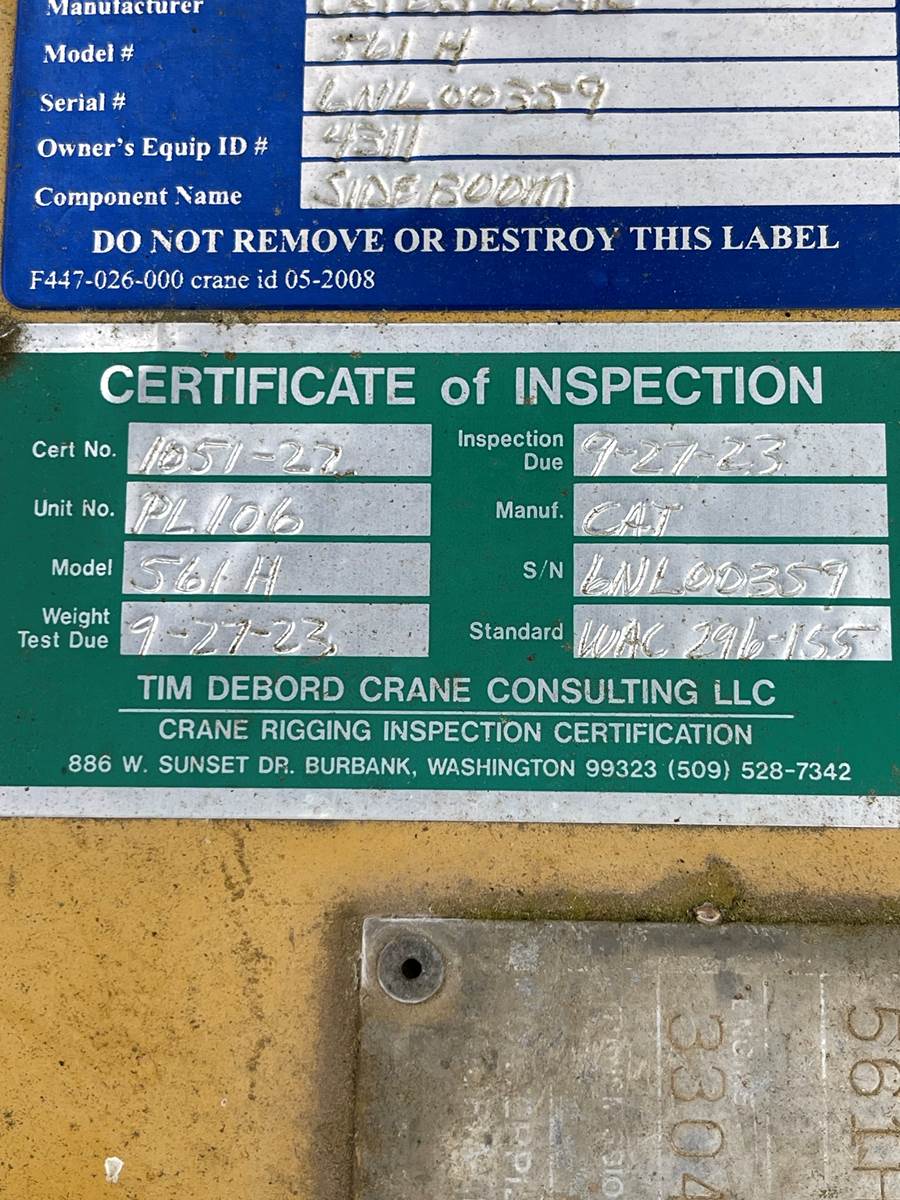 Manufacturer CATERPILLAR
Model # 561 H
Serial # 6NL00359
Owner's Equip ID # 4311
Component Name SIDEBOOM
DO NOT REMOVE OR DESTROY THIS LABEL
F447-026-000 crane id 05-2008
CERTIFICATE of INSPECTION
Cert No. 1051-22 Inspection Due 9-27-23
Unit No. PL106 Manuf. CAT
Model 561H S/N 6NL00359
Weight Test Due 9-27-23 Standard WAC 296-155
TIM DEBORD CRANE CONSULTING LLC
CRANE RIGGING INSPECTION CERTIFICATION
886 W. SUNSET DR. BURBANK, WASHINGTON 99323 (509) 528-7342
561H
3304